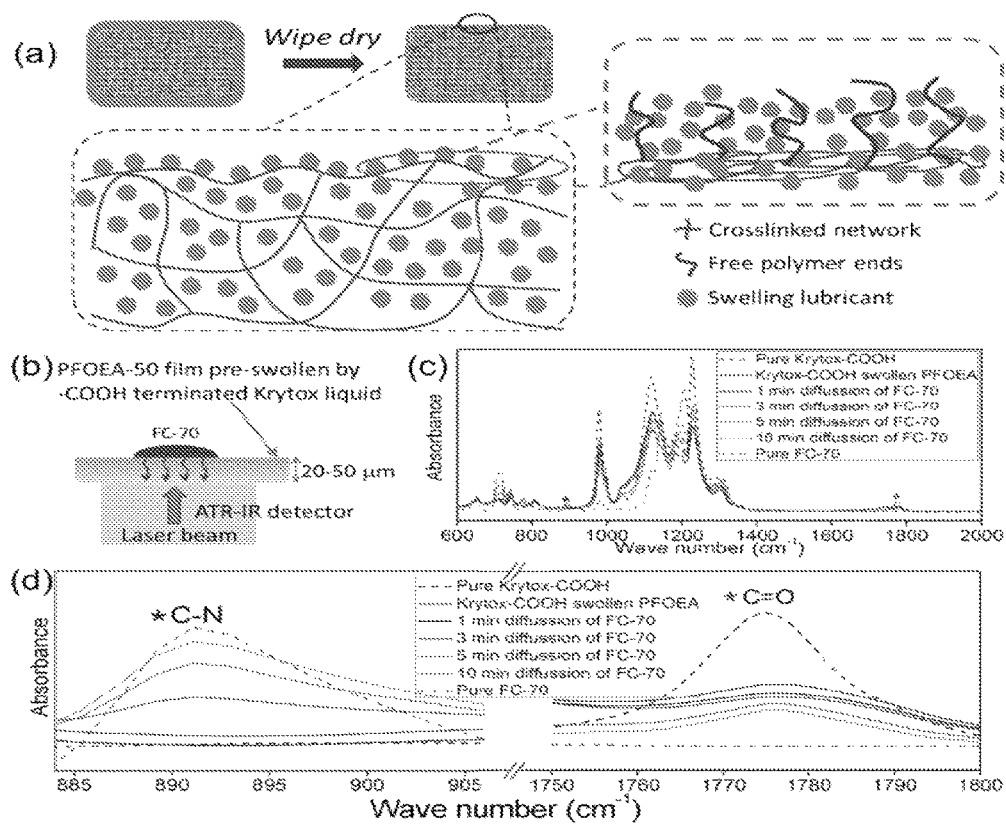 (a)
Wipe dry
Crosslinked network
Free polymer ends
Swelling lubricant
(b)
PFOEA-50 film pre-swollen by
-COOH terminated Krytox liquid
FC-70
20-50 μm
ATR-IR detector
Laser beam
(c)
Absorbance
Pure Krytox-COOH
Krytox-COOH swollen PFOEA
1 min diffussion of FC-70
3 min diffussion of FC-70
5 min diffussion of FC-70
10 min diffussion of FC-70
Pure FC-70
600 800 1000 1200 1400 1600 1800 2000
Wave number (cm⁻¹)
(d)
Absorbance
* C-N
Pure Krytox-COOH
Krytox-COOH swollen PFOEA
1 min diffussion of FC-70
3 min diffussion of FC-70
5 min diffussion of FC-70
10 min diffussion of FC-70
Pure FC-70
* C=O
885 890 895 900 905 1750 1760 1770 1780 1790 1800
Wave number (cm⁻¹)